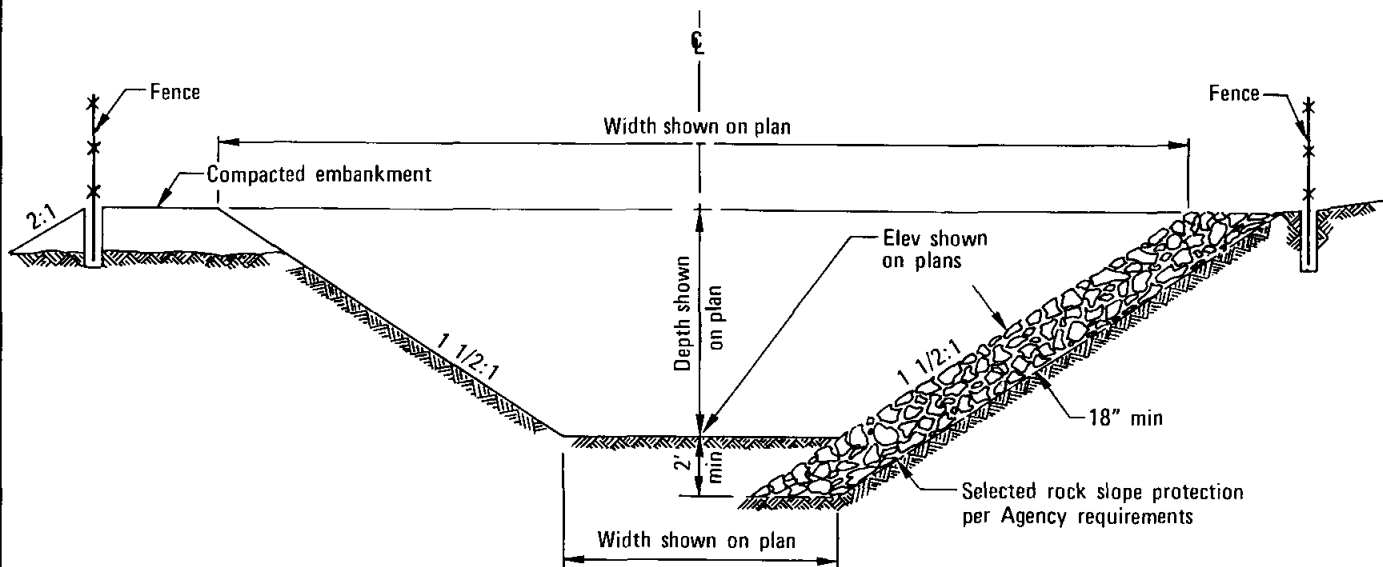 ℄
Fence
Fence
Width shown on plan
Compacted embankment
2:1
Elev shown
on plans
Depth shown
on plan
1 1/2:1
1 1/2:1
18" min
2'
min
Selected rock slope protection
per Agency requirements
Width shown on plan